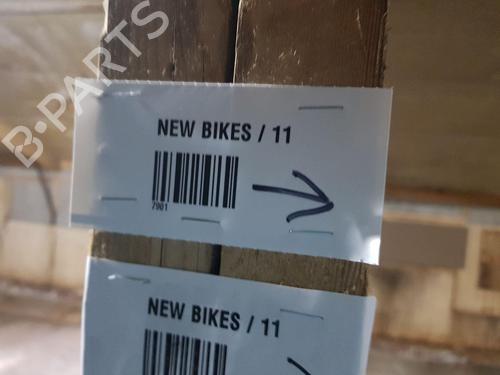 B-PARTS
NEW BIKES / 11
7901
NEW BIKES / 11